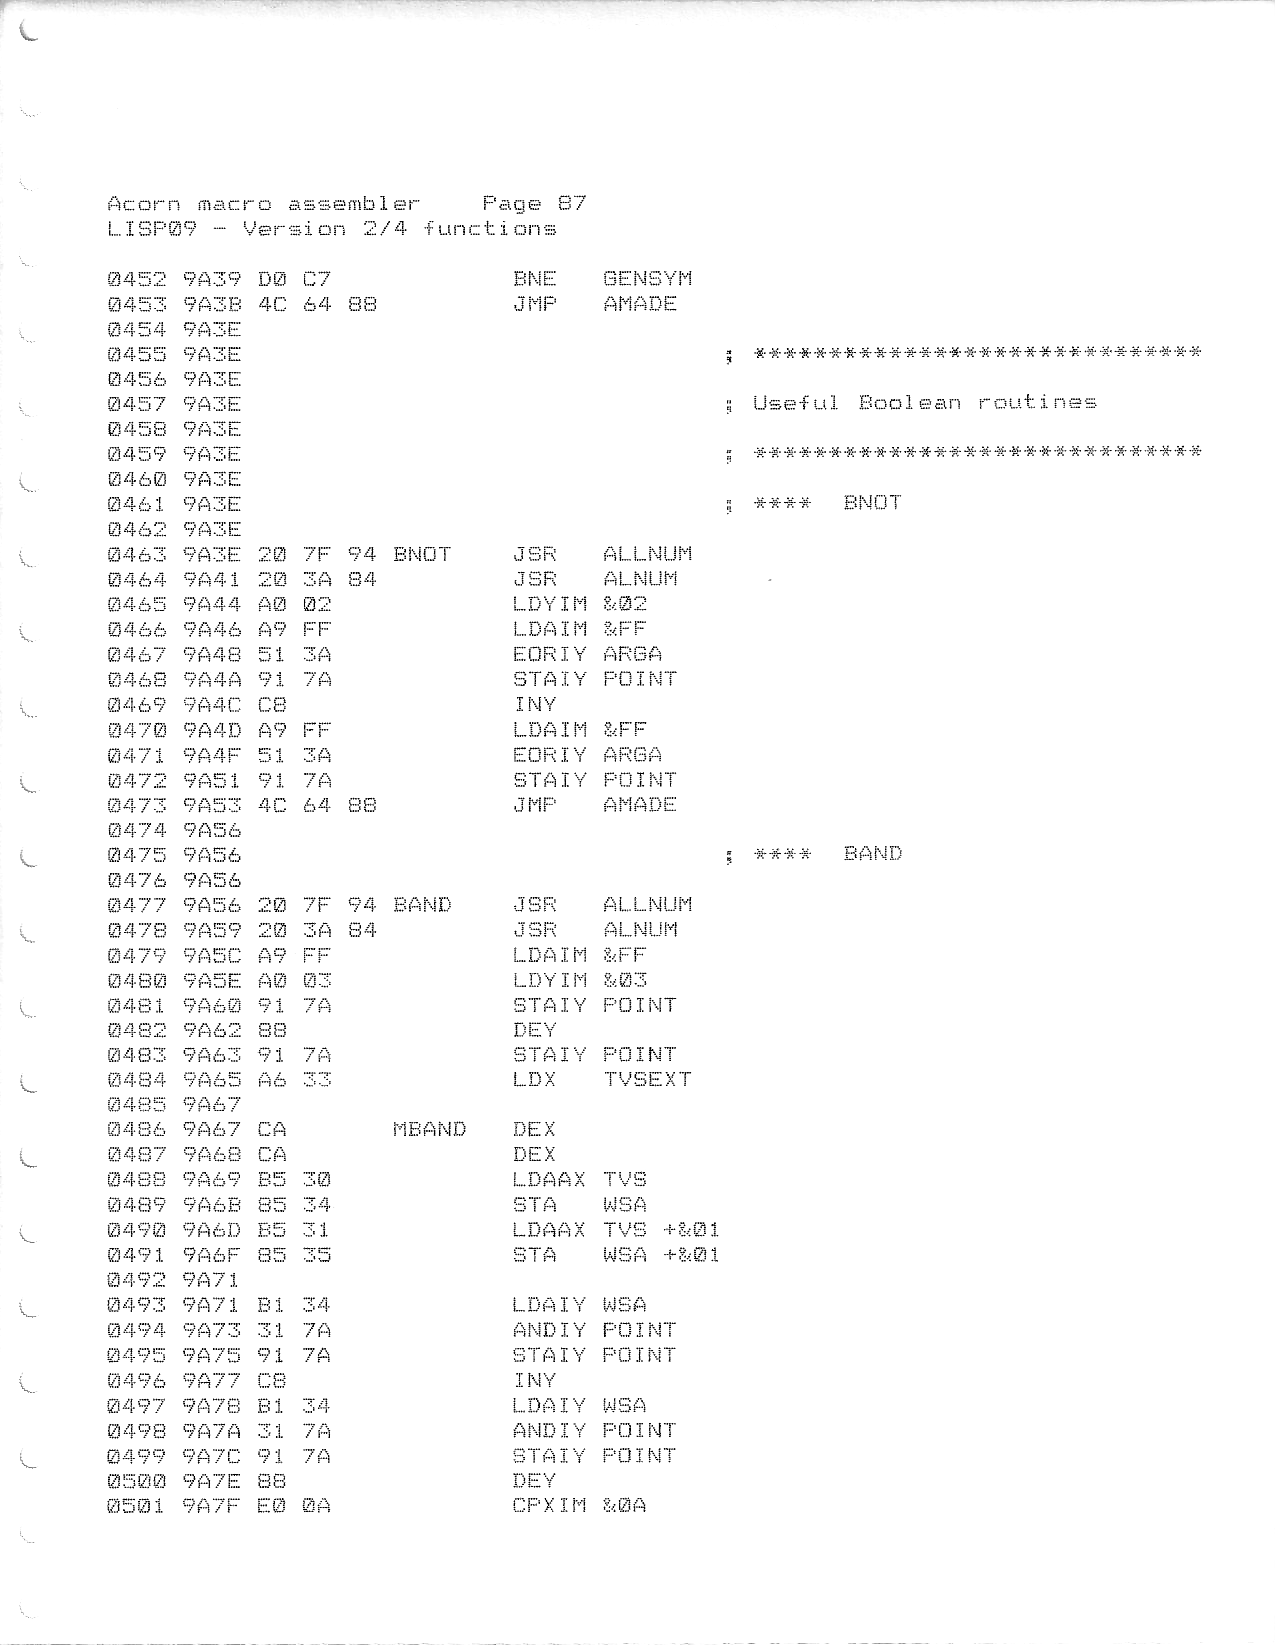 Acorn macro assembler    Page 87
LISP09 - Version 2/4 functions
0452 9A39 D0 C7            BNE   GENSYM
0453 9A3B 4C 64 88         JMP   AMADE
0454 9A3E
0455 9A3E                                ; ******************************
0456 9A3E
0457 9A3E                                ; Useful Boolean routines
0458 9A3E
0459 9A3E                                ; ******************************
0460 9A3E
0461 9A3E                                ; ****  BNOT
0462 9A3E
0463 9A3E 20 7F 94 BNOT    JSR   ALLNUM
0464 9A41 20 3A 84         JSR   ALNUM
0465 9A44 A0 02            LDYIM &02
0466 9A46 A9 FF            LDAIM &FF
0467 9A48 51 3A            EORIY ARGA
0468 9A4A 91 7A            STAIY POINT
0469 9A4C C8               INY
0470 9A4D A9 FF            LDAIM &FF
0471 9A4F 51 3A            EORIY ARGA
0472 9A51 91 7A            STAIY POINT
0473 9A53 4C 64 88         JMP   AMADE
0474 9A56
0475 9A56                                ; ****  BAND
0476 9A56
0477 9A56 20 7F 94 BAND    JSR   ALLNUM
0478 9A59 20 3A 84         JSR   ALNUM
0479 9A5C A9 FF            LDAIM &FF
0480 9A5E A0 03            LDYIM &03
0481 9A60 91 7A            STAIY POINT
0482 9A62 88               DEY
0483 9A63 91 7A            STAIY POINT
0484 9A65 A6 33            LDX   TVSEXT
0485 9A67
0486 9A67 CA       MBAND   DEX
0487 9A68 CA               DEX
0488 9A69 B5 30            LDAAX TVS
0489 9A6B 85 34            STA   WSA
0490 9A6D B5 31            LDAAX TVS +&01
0491 9A6F 85 35            STA   WSA +&01
0492 9A71
0493 9A71 B1 34            LDAIY WSA
0494 9A73 31 7A            ANDIY POINT
0495 9A75 91 7A            STAIY POINT
0496 9A77 C8               INY
0497 9A78 B1 34            LDAIY WSA
0498 9A7A 31 7A            ANDIY POINT
0499 9A7C 91 7A            STAIY POINT
0500 9A7E 88               DEY
0501 9A7F E0 0A            CPXIM &0A